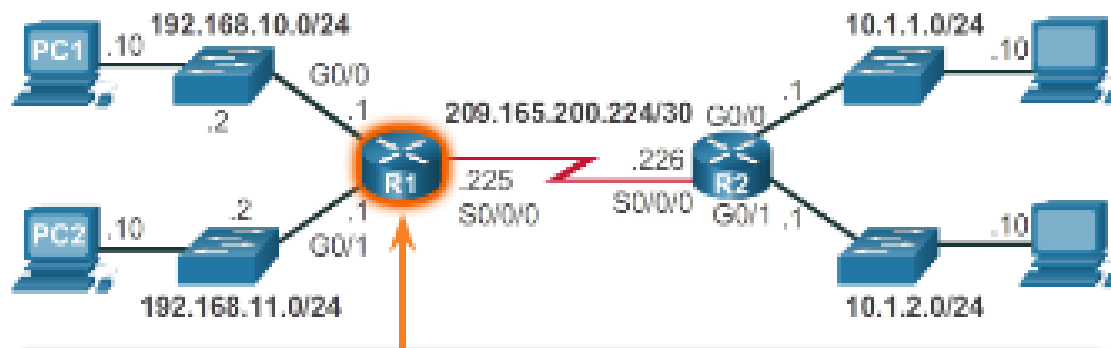 192.168.10.0/24
10.1.1.0/24
PC1
.10
.10
G0/0
.1
.1
209.165.200.224/30
G0/0
.2
R1
.225
S0/0/0
.226
S0/0/0
R2
G0/1
.1
.2
.1
PC2
.10
.10
G0/1
192.168.11.0/24
10.1.2.0/24